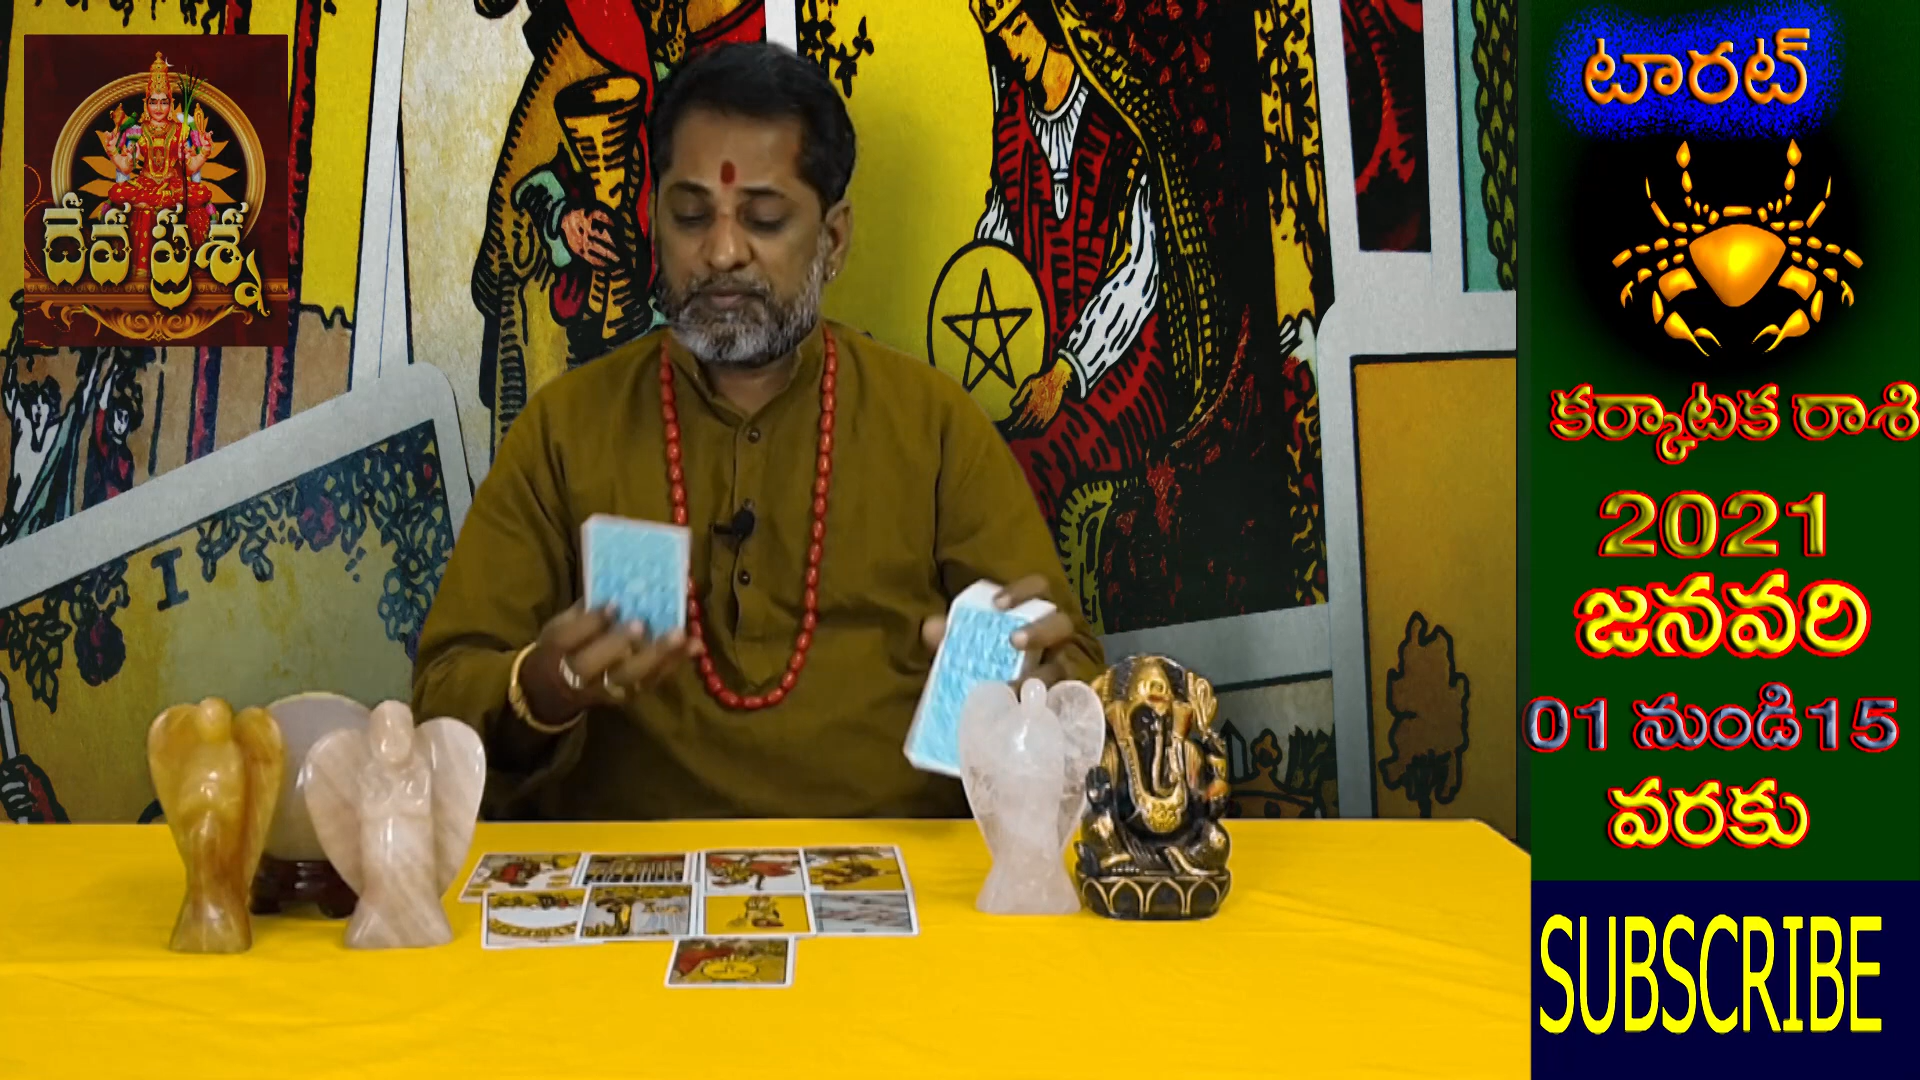 దేవ ప్రశ్న
I
టారట్
కర్కాటక రాశి
2021
జనవరి
01 నుండి15
వరకు
SUBSCRIBE